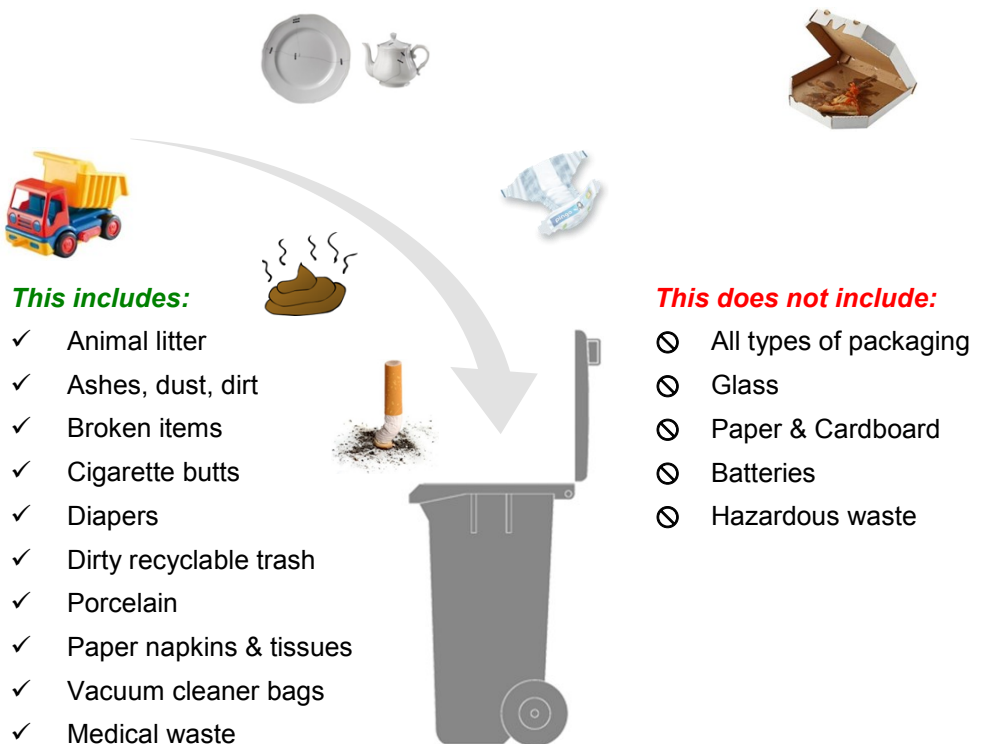 This includes:
✓ Animal litter
✓ Ashes, dust, dirt
✓ Broken items
✓ Cigarette butts
✓ Diapers
✓ Dirty recyclable trash
✓ Porcelain
✓ Paper napkins & tissues
✓ Vacuum cleaner bags
✓ Medical waste
This does not include:
🛇 All types of packaging
🛇 Glass
🛇 Paper & Cardboard
🛇 Batteries
🛇 Hazardous waste